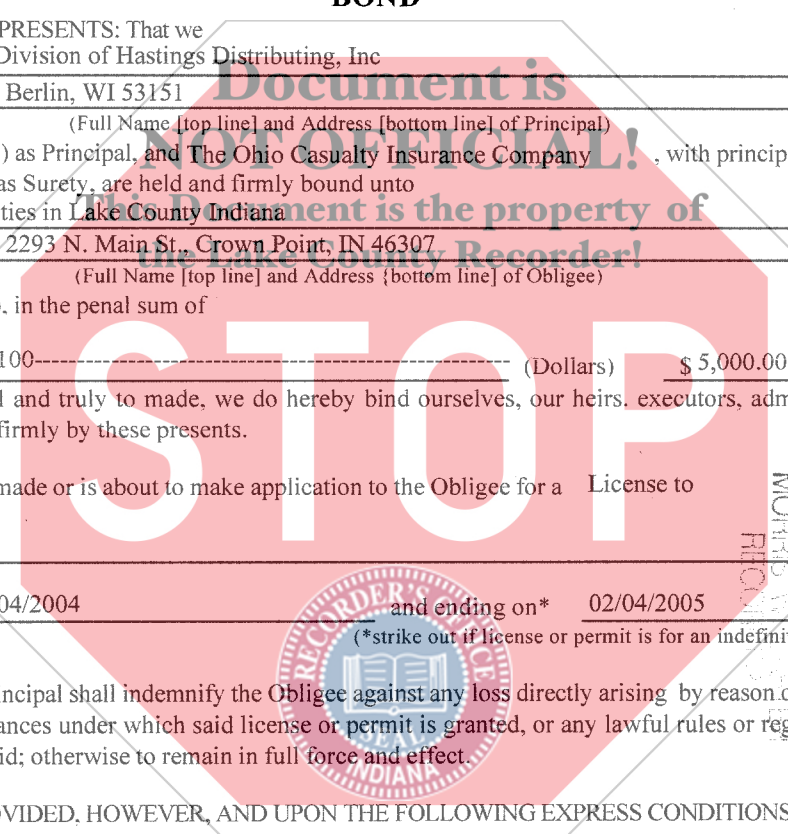 BOND
PRESENTS: That we
Division of Hastings Distributing, Inc
Document is
Berlin, WI 53151
(Full Name [top line] and Address [bottom line] of Principal)
NOT OFFICIAL!
) as Principal, and The Ohio Casualty Insurance Company , with princip
as Surety, are held and firmly bound unto
This Document is the property of
ties in Lake County Indiana
2293 N. Main St., Crown Point, IN 46307
the Lake County Recorder!
(Full Name [top line] and Address {bottom line] of Obligee)
, in the penal sum of
100-------------------------------------------------------------- (Dollars) $ 5,000.00
STOP
l and truly to made, we do hereby bind ourselves, our heirs. executors, adm
firmly by these presents.
made or is about to make application to the Obligee for a License to
MORRIS
04/2004 and ending on* 02/04/2005
(*strike out if license or permit is for an indefinit
RECORDER'S OFFICE
SEAL
INDIANA
incipal shall indemnify the Obligee against any loss directly arising by reason
ances under which said license or permit is granted, or any lawful rules or reg
id; otherwise to remain in full force and effect.
OVIDED, HOWEVER, AND UPON THE FOLLOWING EXPRESS CONDITIONS